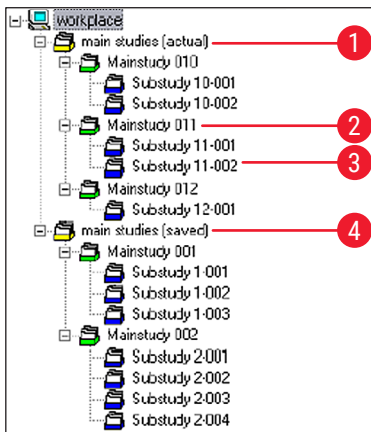 workplace
main studies (actual) 1
Mainstudy 010
Substudy 10-001
Substudy 10-002
Mainstudy 011 2
Substudy 11-001
Substudy 11-002 3
Mainstudy 012
Substudy 12-001
main studies (saved) 4
Mainstudy 001
Substudy 1-001
Substudy 1-002
Substudy 1-003
Mainstudy 002
Substudy 2-001
Substudy 2-002
Substudy 2-003
Substudy 2-004